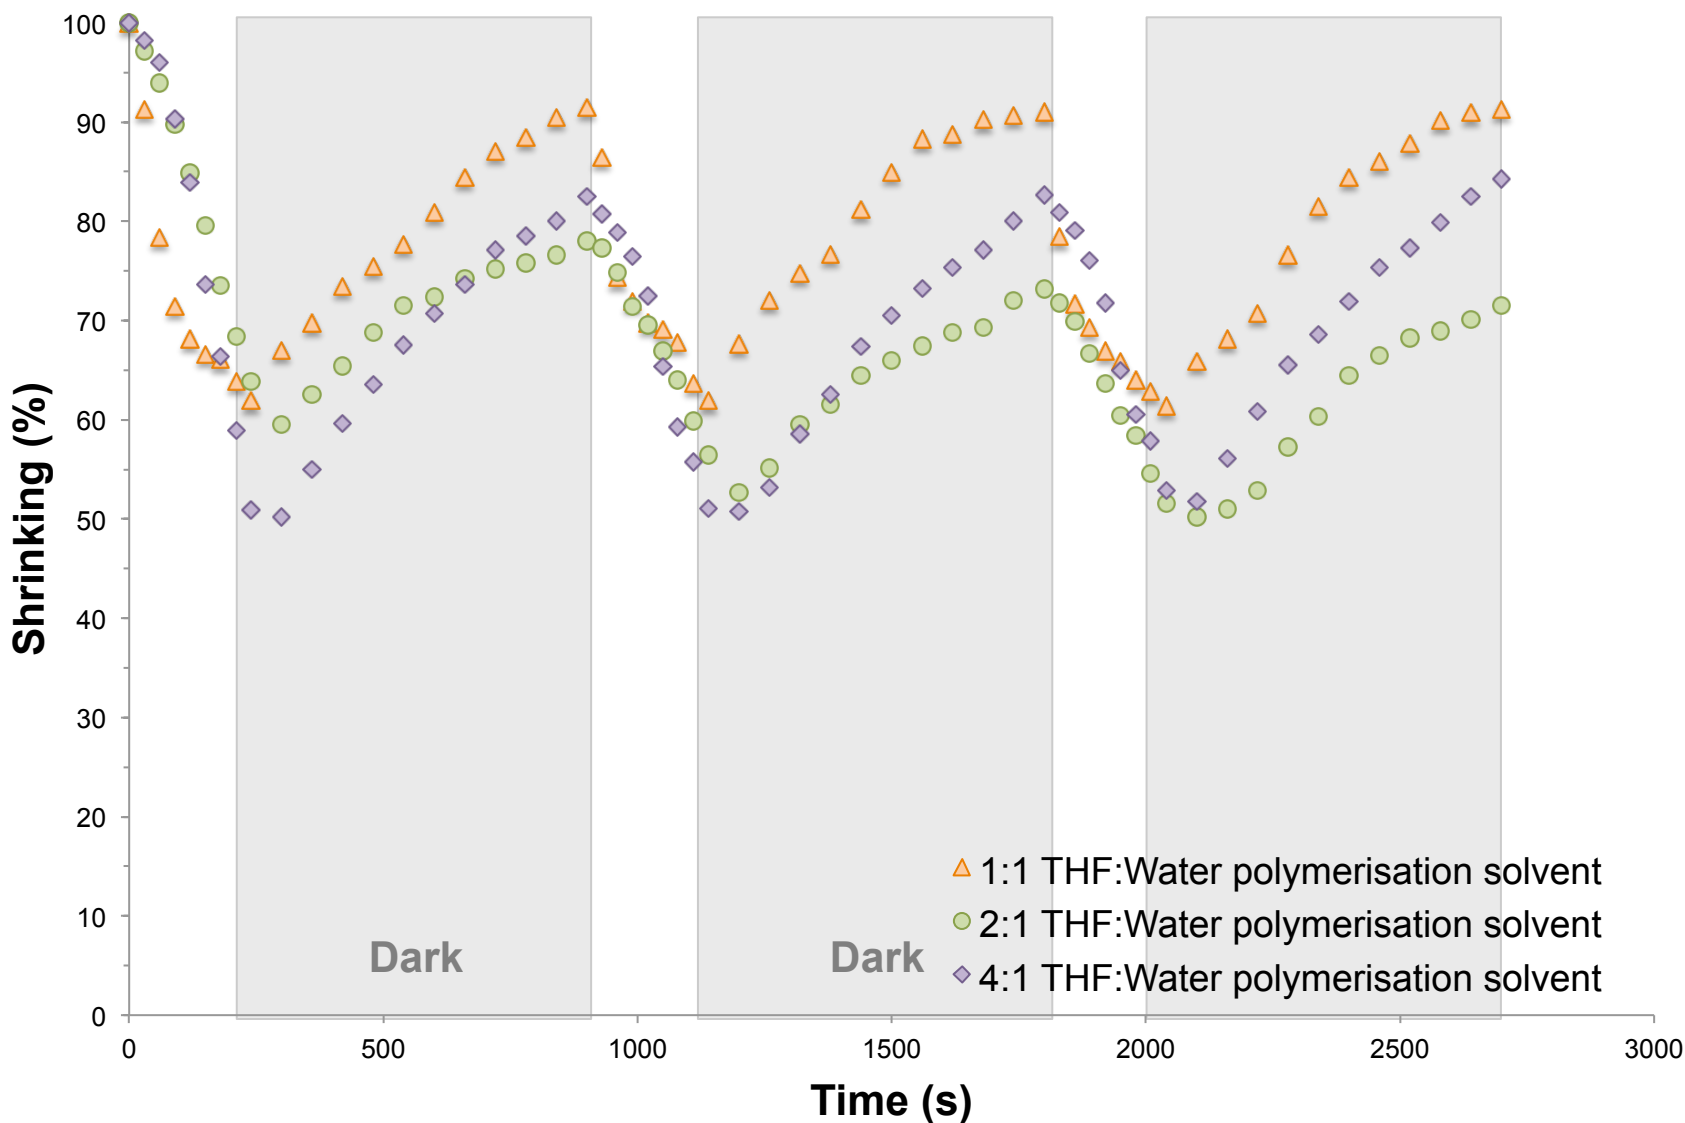 100
90
80
70
60
50
40
30
20
10
0
Shrinking (%)
Dark
Dark
1:1 THF:Water polymerisation solvent
2:1 THF:Water polymerisation solvent
4:1 THF:Water polymerisation solvent
0 500 1000 1500 2000 2500 3000
Time (s)